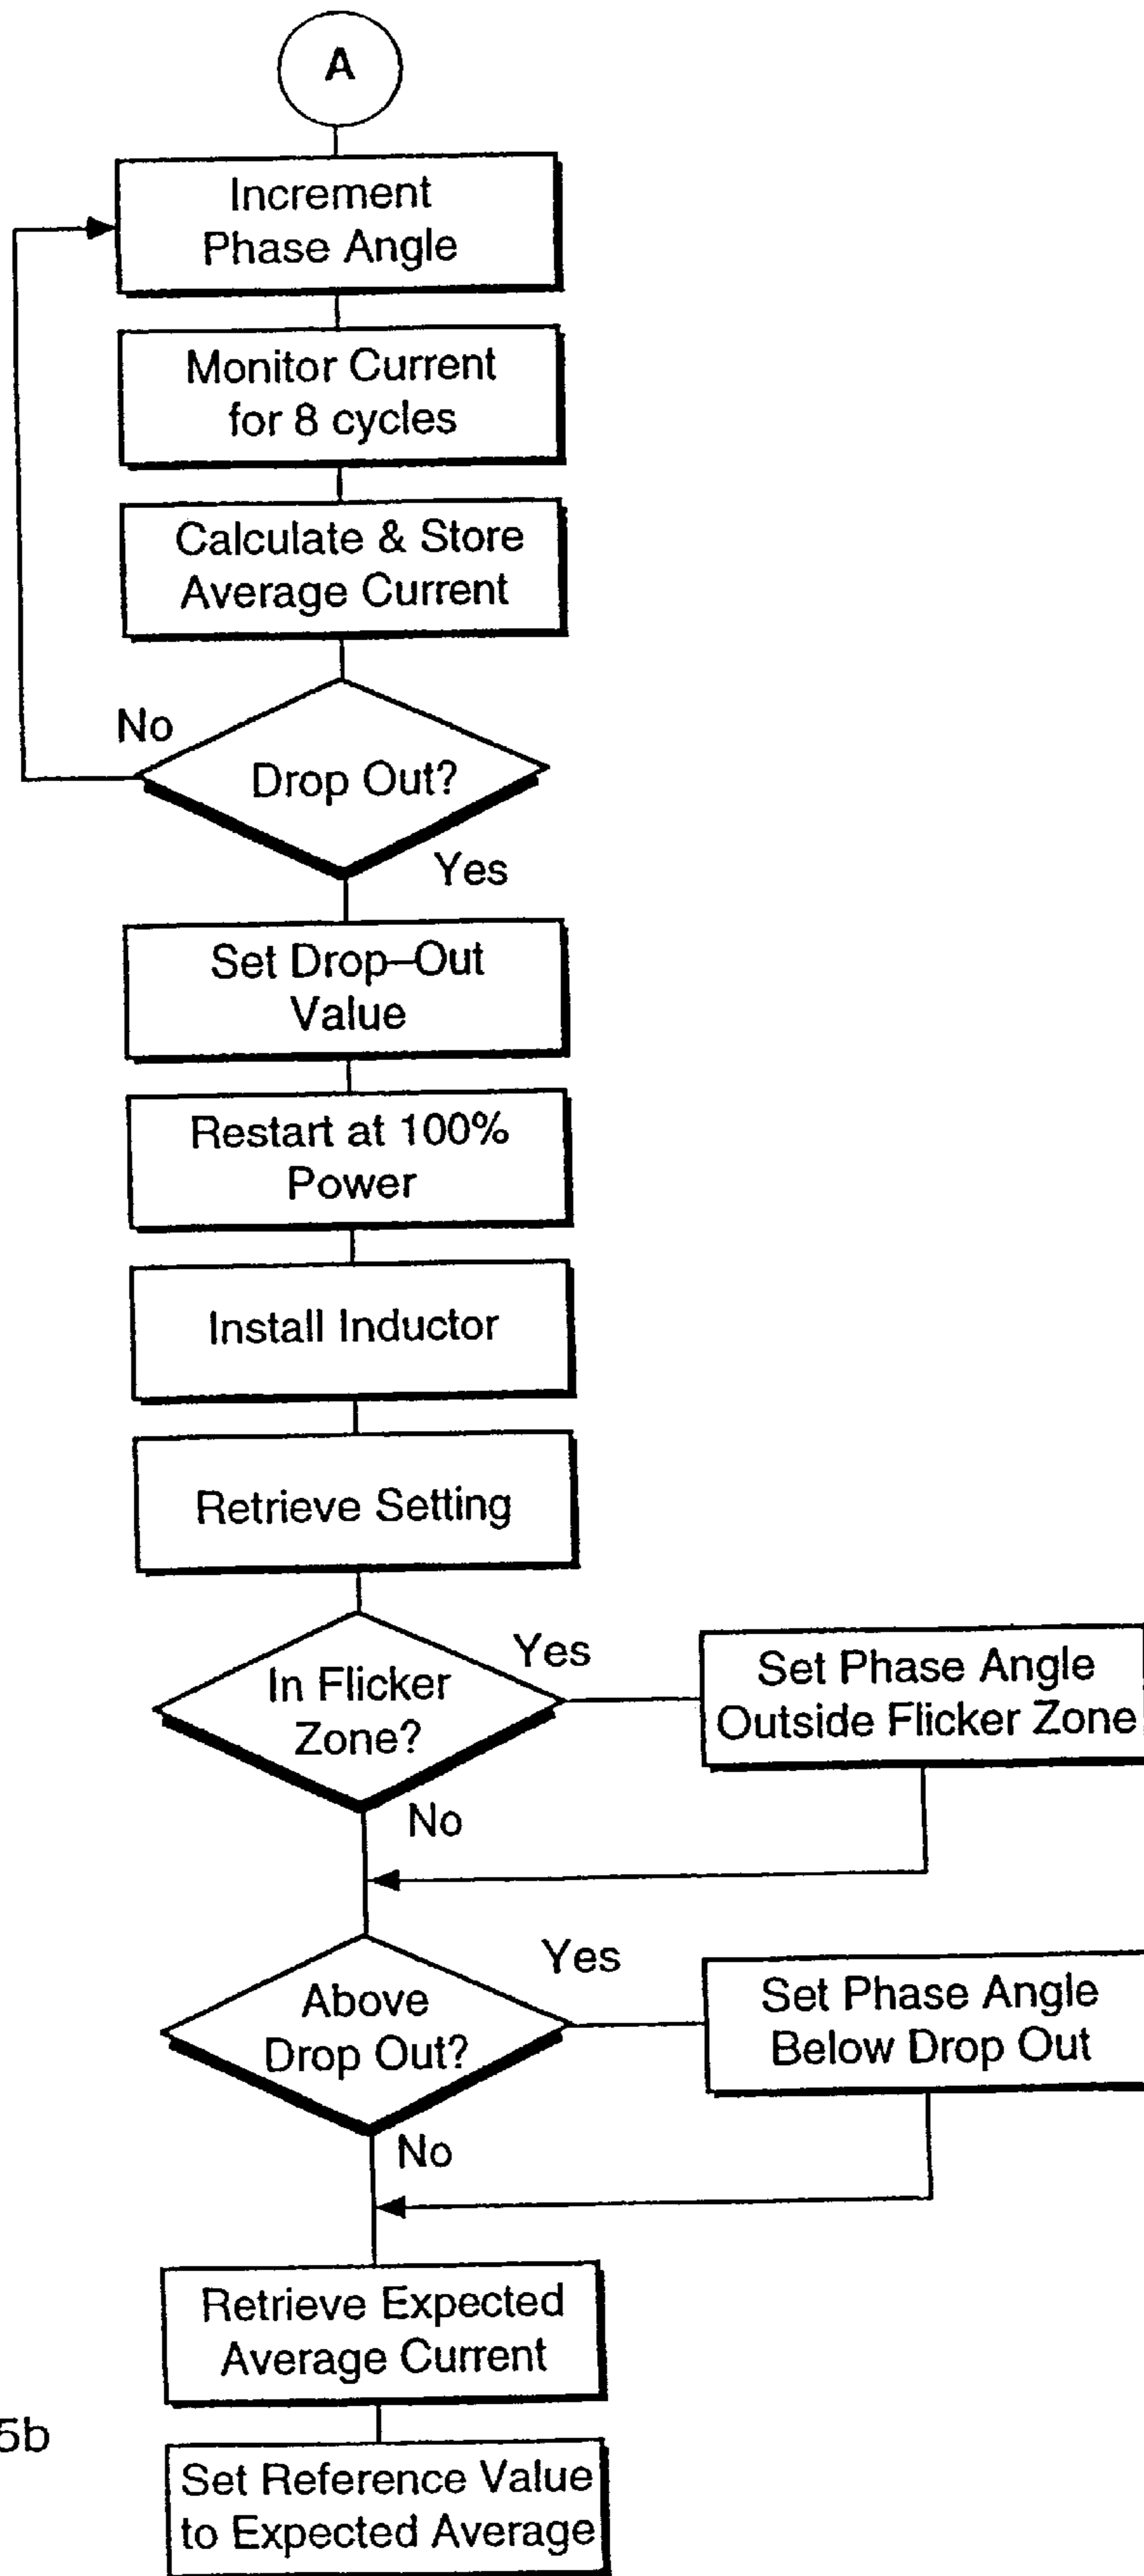 A
Increment
Phase Angle
Monitor Current
for 8 cycles
Calculate & Store
Average Current
No
Drop Out?
Yes
Set Drop–Out
Value
Restart at 100%
Power
Install Inductor
Retrieve Setting
In Flicker
Zone?
Yes
Set Phase Angle
Outside Flicker Zone
No
Above
Drop Out?
Yes
Set Phase Angle
Below Drop Out
No
Retrieve Expected
Average Current
5b
Set Reference Value
to Expected Average